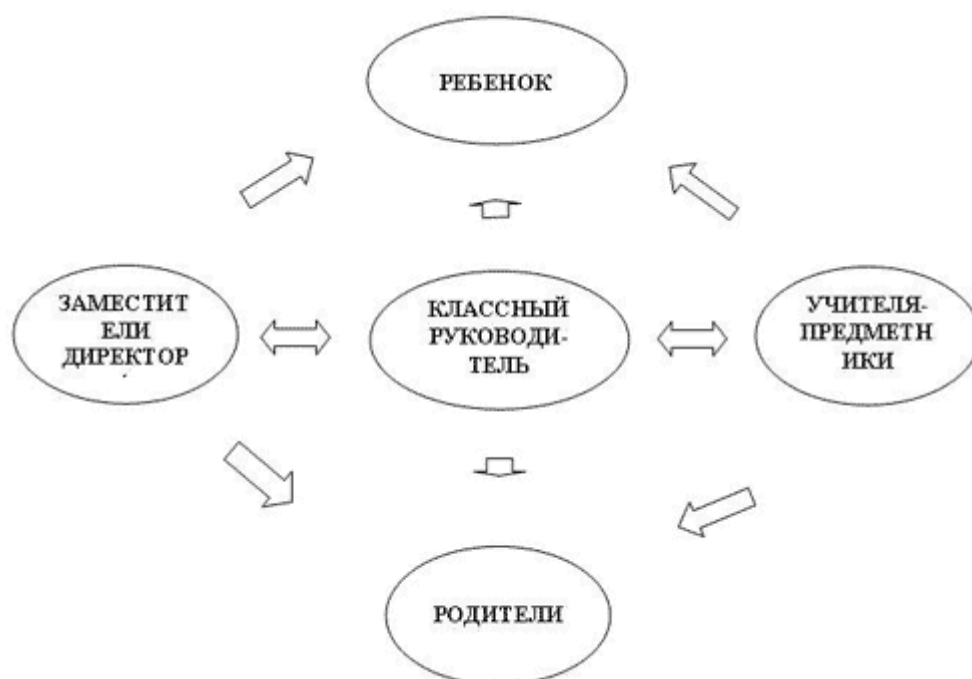 РЕБЕНОК
ЗАМЕСТИТ
ЕЛИ
ДИРЕКТОР
КЛАССНЫЙ
РУКОВОДИ-
ТЕЛЬ
УЧИТЕЛЯ-
ПРЕДМЕТН
ИКИ
РОДИТЕЛИ